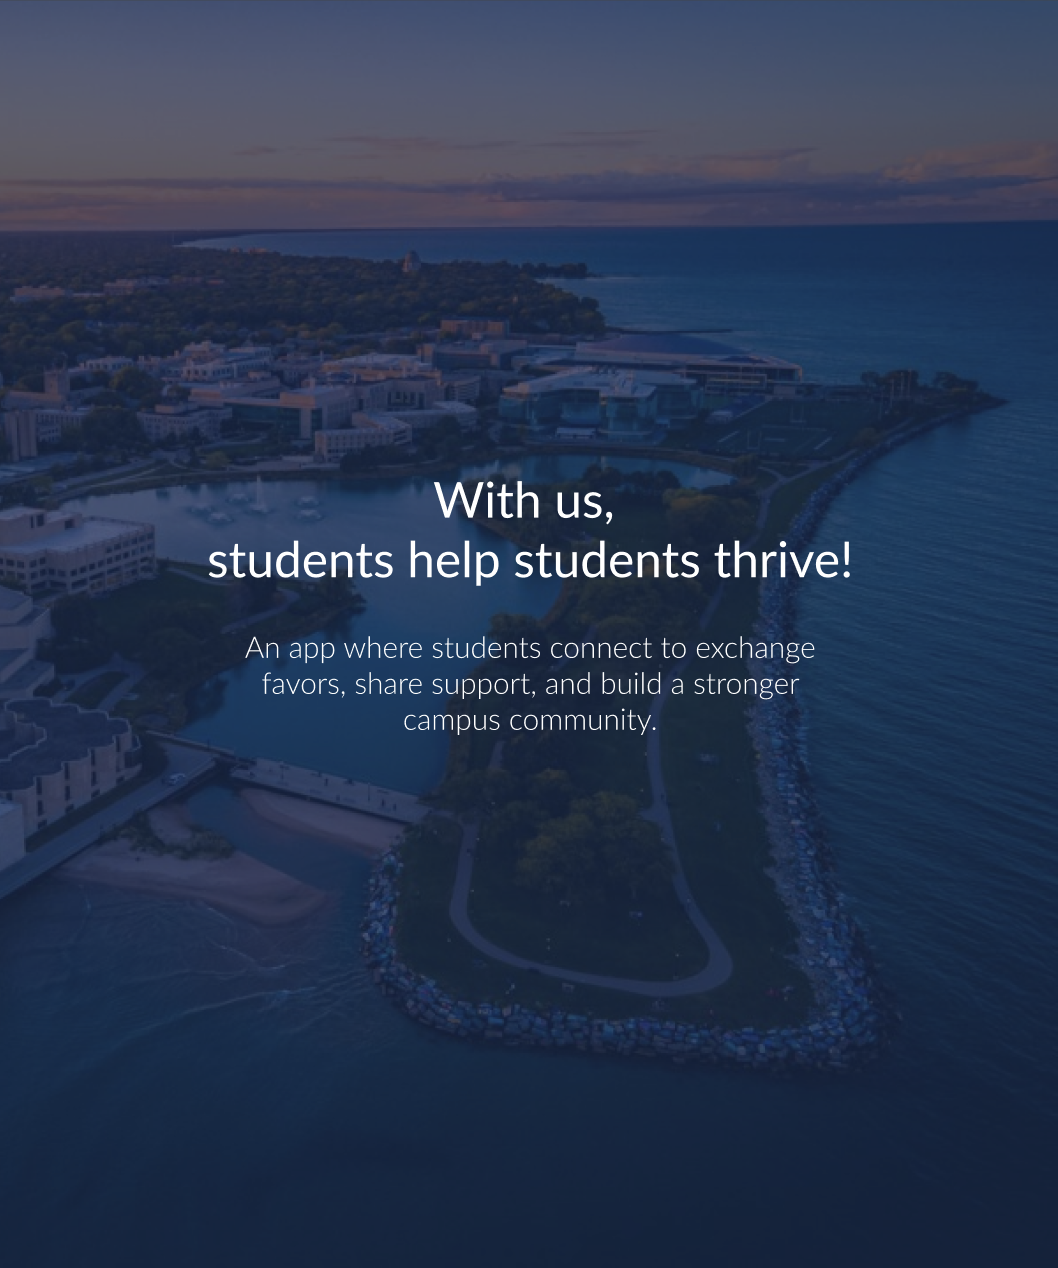 With us,
students help students thrive!
An app where students connect to exchange
favors, share support, and build a stronger
campus community.